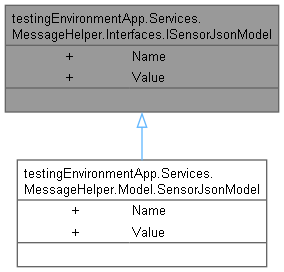 testingEnvironmentApp.Services.
MessageHelper.Interfaces.ISensorJsonModel
+ Name
+ Value
testingEnvironmentApp.Services.
MessageHelper.Model.SensorJsonModel
+ Name
+ Value